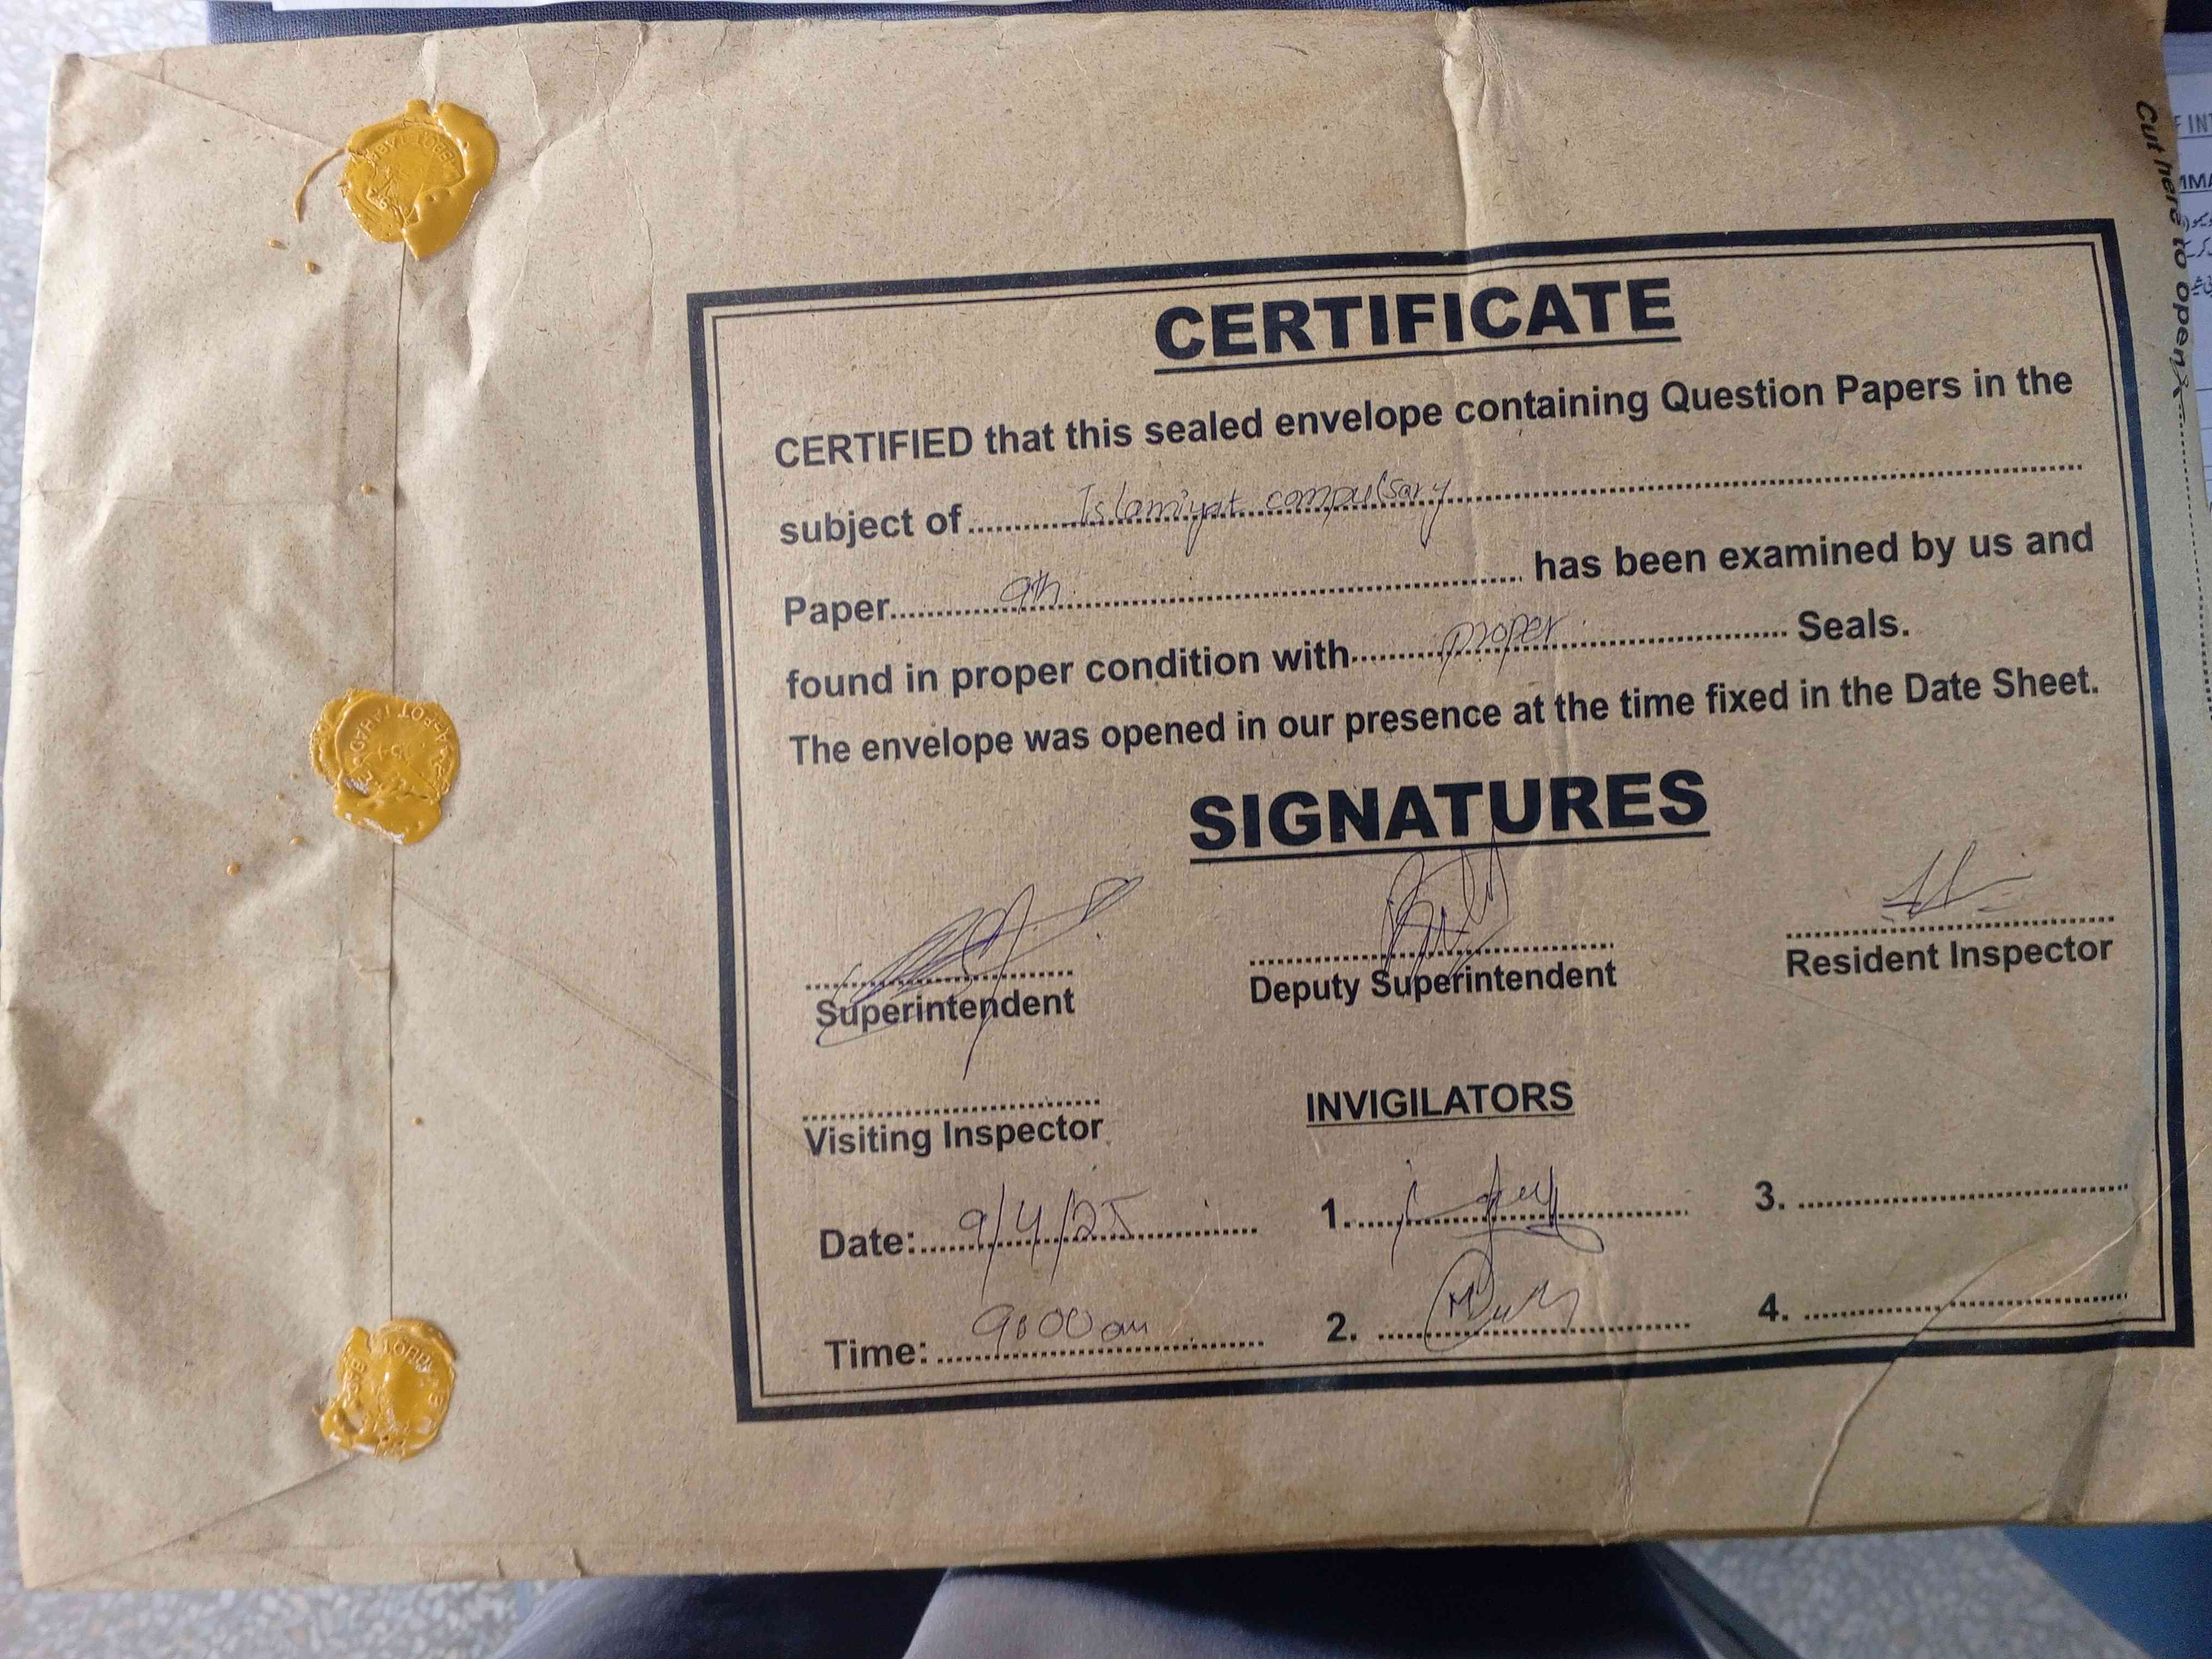 CERTIFICATE
CERTIFIED that this sealed envelope containing Question Papers in the
subject of Islamiyat compulsary
Paper 9th has been examined by us and
found in proper condition with proper Seals.
The envelope was opened in our presence at the time fixed in the Date Sheet.
SIGNATURES
Superintendent
Deputy Superintendent
Resident Inspector
Visiting Inspector
INVIGILATORS
Date: 9/4/25
1.
3.
Time: 9:00 am
2.
4.
Cut here to open